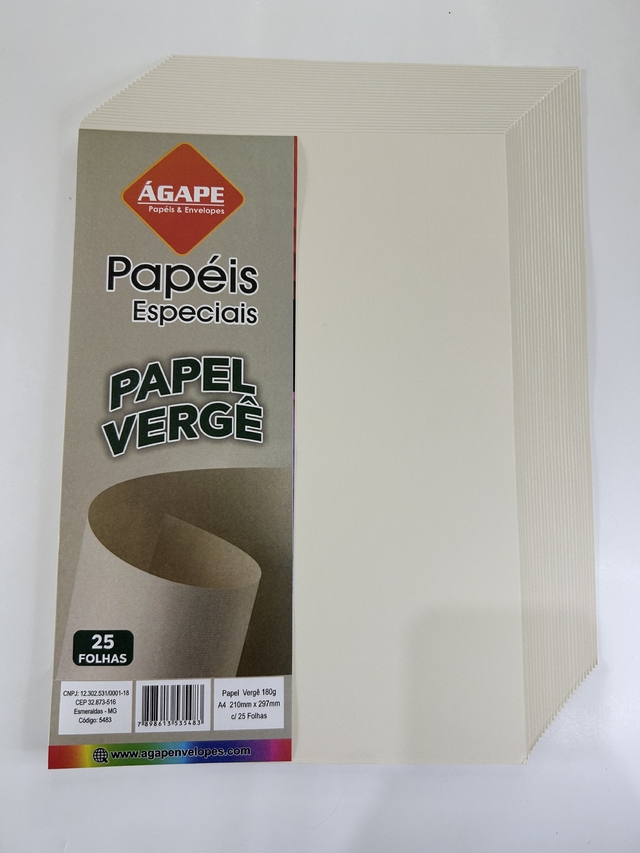 ÁGAPE
Papéis & Envelopes
Papéis
Especiais
PAPEL
VERGÊ
25
FOLHAS
CNPJ: 12.302.531/0001-18
CEP 32.873-516
Esmeraldas - MG
Código: 5483
7898613535483
Papel Vergê 180g
A4 210mm x 297mm
c/ 25 Folhas
www.agapenvelopes.com